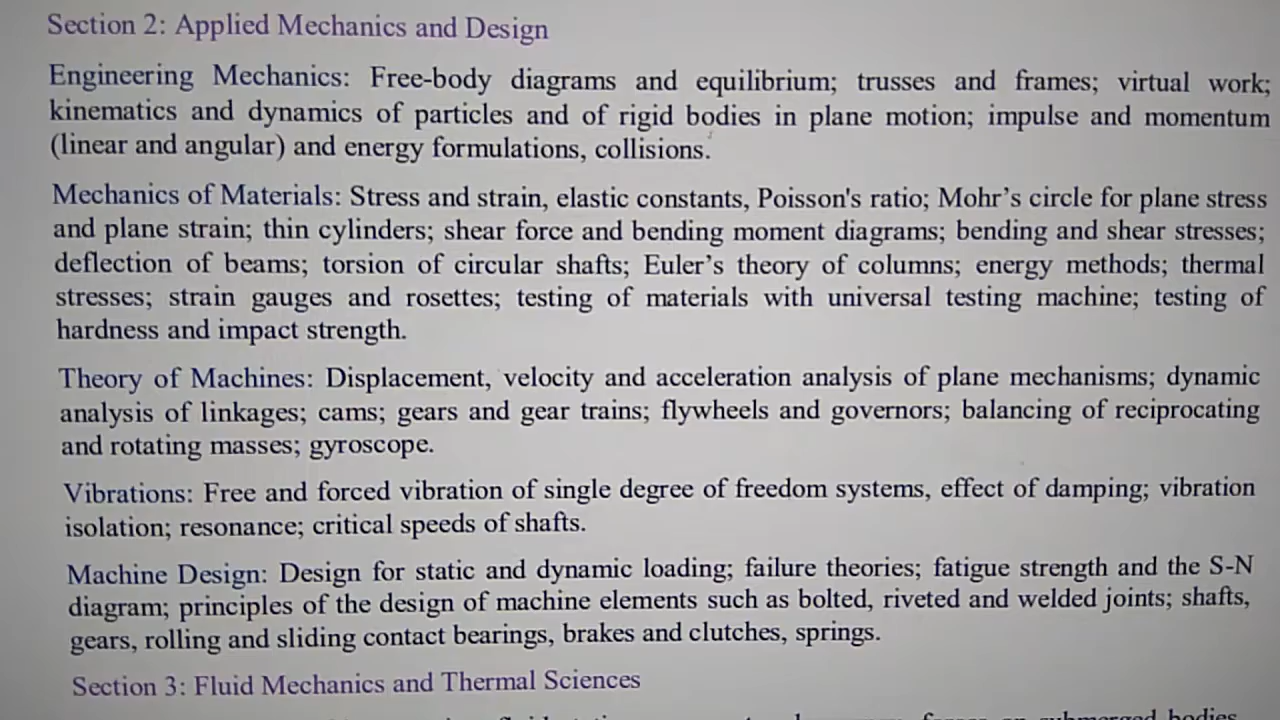 Section 2: Applied Mechanics and Design
Engineering Mechanics: Free-body diagrams and equilibrium; trusses and frames; virtual work;
kinematics and dynamics of particles and of rigid bodies in plane motion; impulse and momentum
(linear and angular) and energy formulations, collisions.
Mechanics of Materials: Stress and strain, elastic constants, Poisson's ratio; Mohr’s circle for plane stress
and plane strain; thin cylinders; shear force and bending moment diagrams; bending and shear stresses;
deflection of beams; torsion of circular shafts; Euler’s theory of columns; energy methods; thermal
stresses; strain gauges and rosettes; testing of materials with universal testing machine; testing of
hardness and impact strength.
Theory of Machines: Displacement, velocity and acceleration analysis of plane mechanisms; dynamic
analysis of linkages; cams; gears and gear trains; flywheels and governors; balancing of reciprocating
and rotating masses; gyroscope.
Vibrations: Free and forced vibration of single degree of freedom systems, effect of damping; vibration
isolation; resonance; critical speeds of shafts.
Machine Design: Design for static and dynamic loading; failure theories; fatigue strength and the S-N
diagram; principles of the design of machine elements such as bolted, riveted and welded joints; shafts,
gears, rolling and sliding contact bearings, brakes and clutches, springs.
Section 3: Fluid Mechanics and Thermal Sciences
submerged bodies